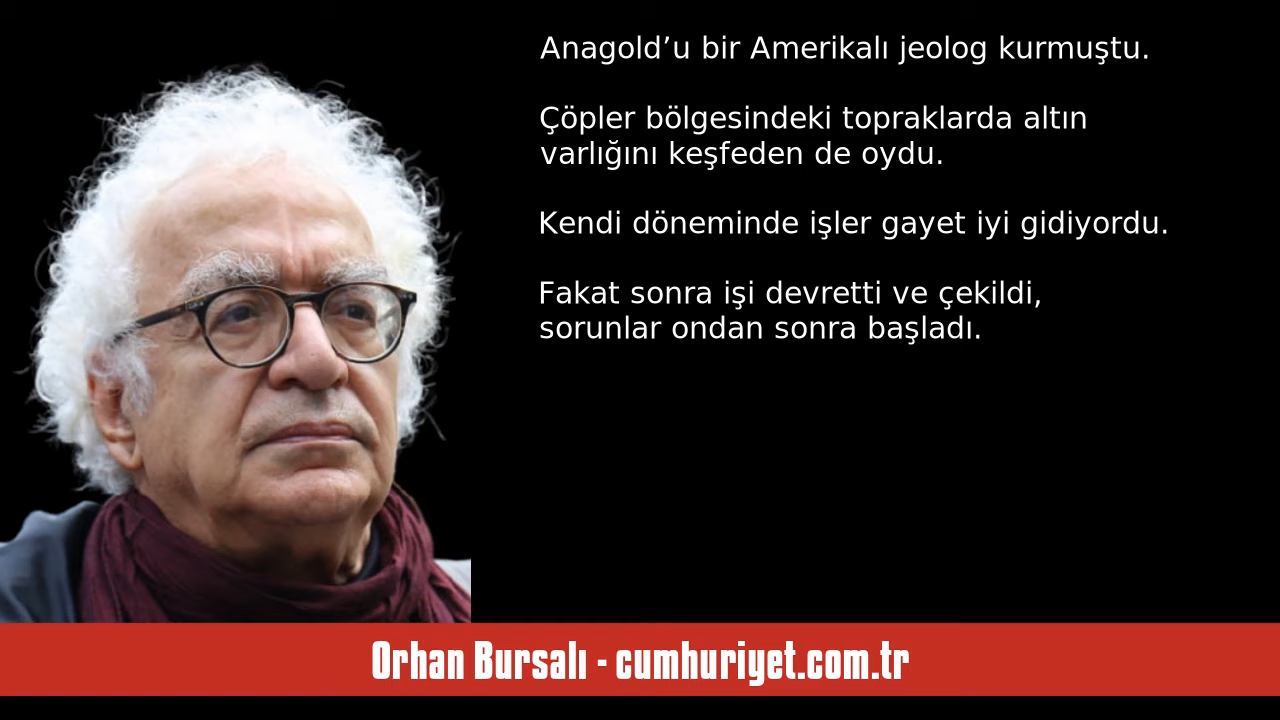 Anagold’u bir Amerikalı jeolog kurmuştu.
Çöpler bölgesindeki topraklarda altın
varlığını keşfeden de oydu.
Kendi döneminde işler gayet iyi gidiyordu.
Fakat sonra işi devretti ve çekildi,
sorunlar ondan sonra başladı.
Orhan Bursalı - cumhuriyet.com.tr